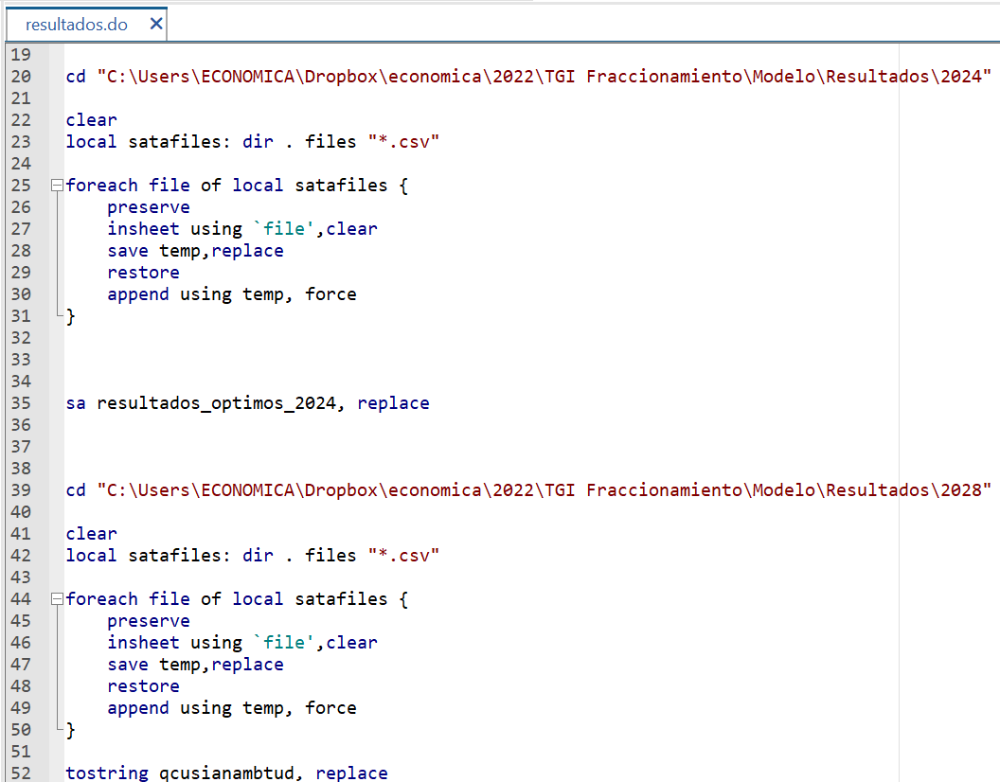 resultados.do ✕
19
20 cd "C:\Users\ECONOMICA\Dropbox\economica\2022\TGI Fraccionamiento\Modelo\Resultados\2024"
21
22 clear
23 local satafiles: dir . files "*.csv"
24
25 foreach file of local satafiles {
26 preserve
27 insheet using `file',clear
28 save temp,replace
29 restore
30 append using temp, force
31 }
32
33
34
35 sa resultados_optimos_2024, replace
36
37
38
39 cd "C:\Users\ECONOMICA\Dropbox\economica\2022\TGI Fraccionamiento\Modelo\Resultados\2028"
40
41 clear
42 local satafiles: dir . files "*.csv"
43
44 foreach file of local satafiles {
45 preserve
46 insheet using `file',clear
47 save temp,replace
48 restore
49 append using temp, force
50 }
51
52 tostring qcusianambtud, replace